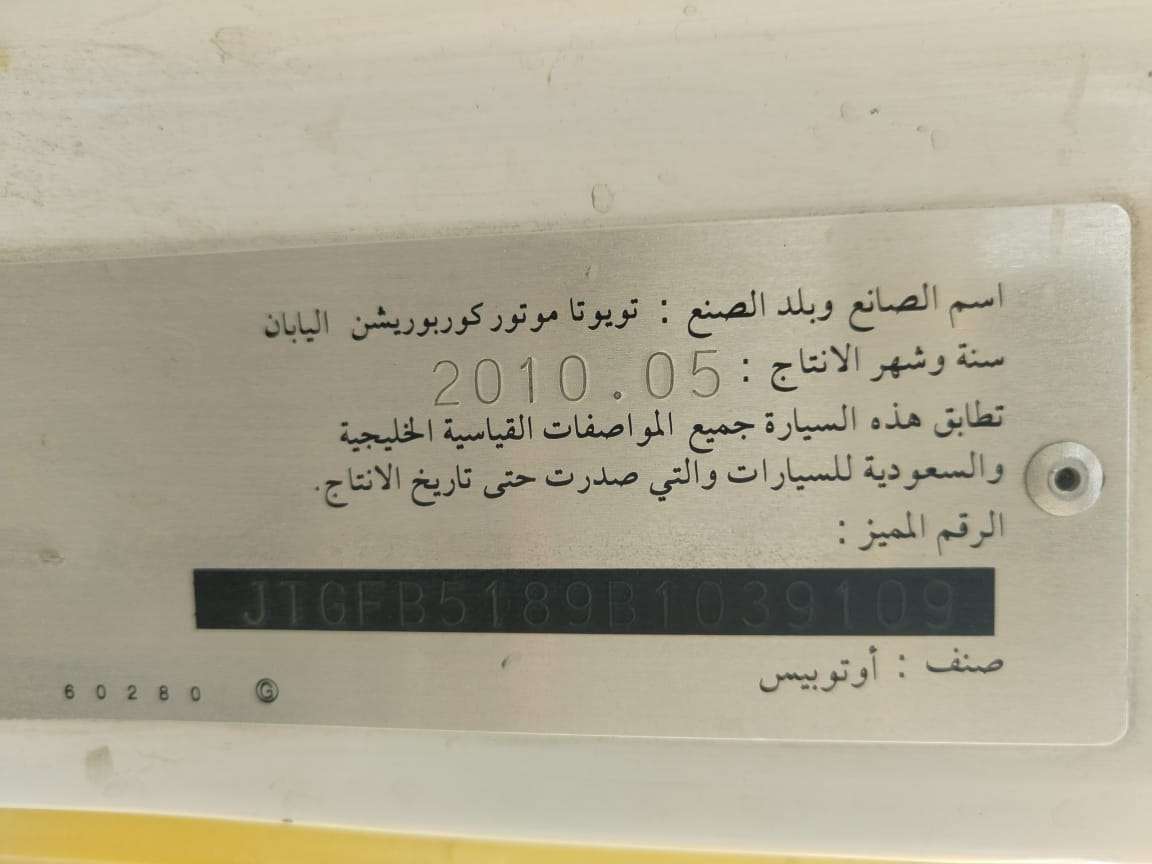 اسم الصانع وبلد الصنع : تويوتا موتور كوربوريشن اليابان
سنة وشهر الانتاج : 2010.05
تطابق هذه السيارة جميع المواصفات القياسية الخليجية
والسعودية للسيارات والتي صدرت حتى تاريخ الانتاج.
الرقم المميز :
JTGFB5189B1039109
صنف : أوتوبيس
60280 G